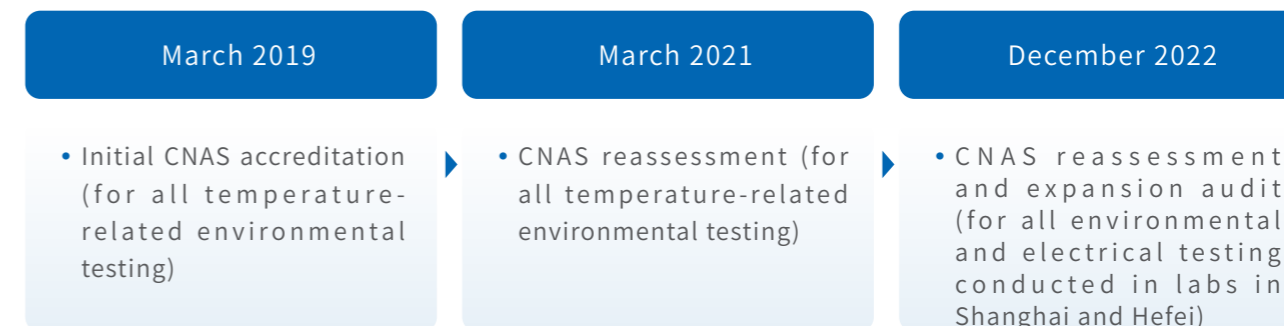 March 2019
• Initial CNAS accreditation
(for all temperature-
related environmental
testing)
March 2021
• CNAS reassessment (for
all temperature-related
environmental testing)
December 2022
• CNAS reassessment
and expansion audit
(for all environmental
and electrical testing
conducted in labs in
Shanghai and Hefei)